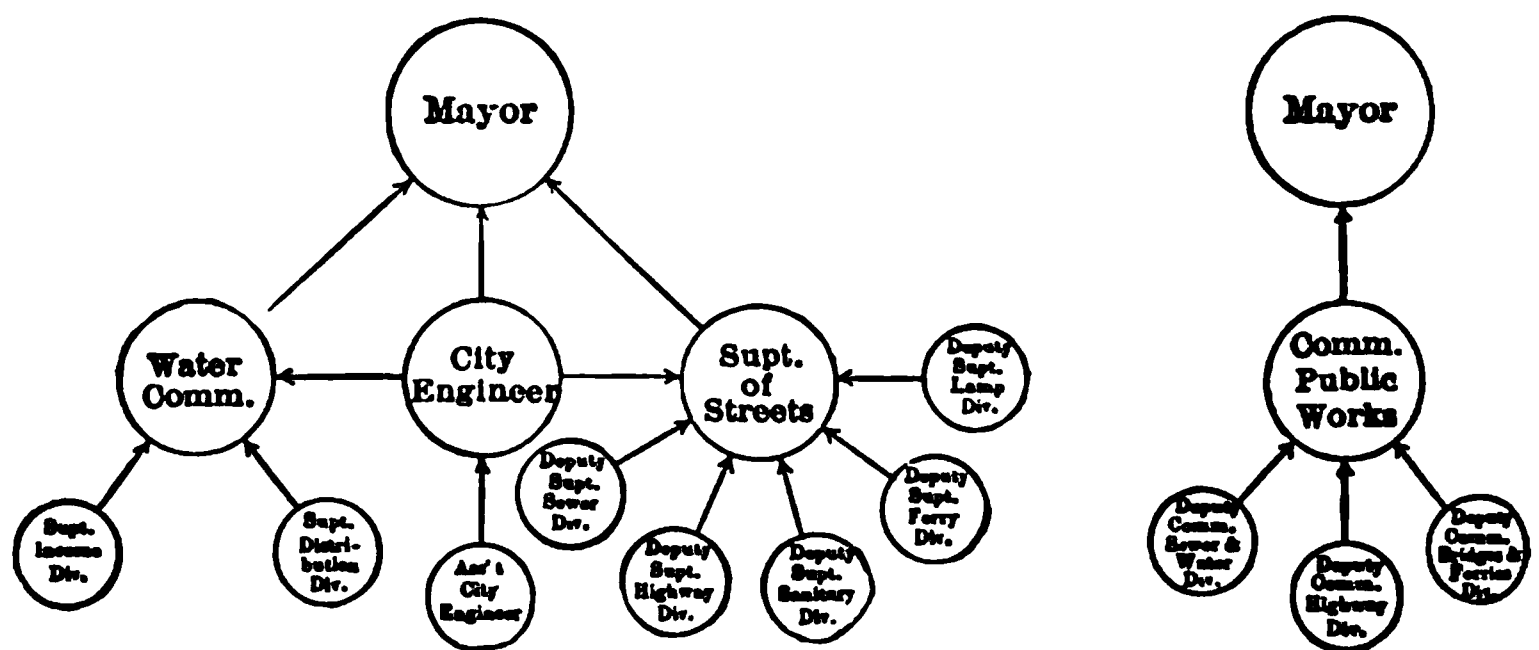 Mayor
Water
Comm.
City
Engineer
Supt.
of
Streets
Deputy
Supt.
Lamp
Div.
Supt.
Income
Div.
Supt.
Distri-
bution
Div.
Ass't
City
Engineer
Deputy
Supt.
Sewer
Div.
Deputy
Supt.
Highway
Div.
Deputy
Supt.
Sanitary
Div.
Deputy
Supt.
Ferry
Div.
Mayor
Comm.
Public
Works
Deputy
Comm.
Sewer &
Water
Div.
Deputy
Comm.
Highway
Div.
Deputy
Comm.
Bridges &
Ferries
Div.